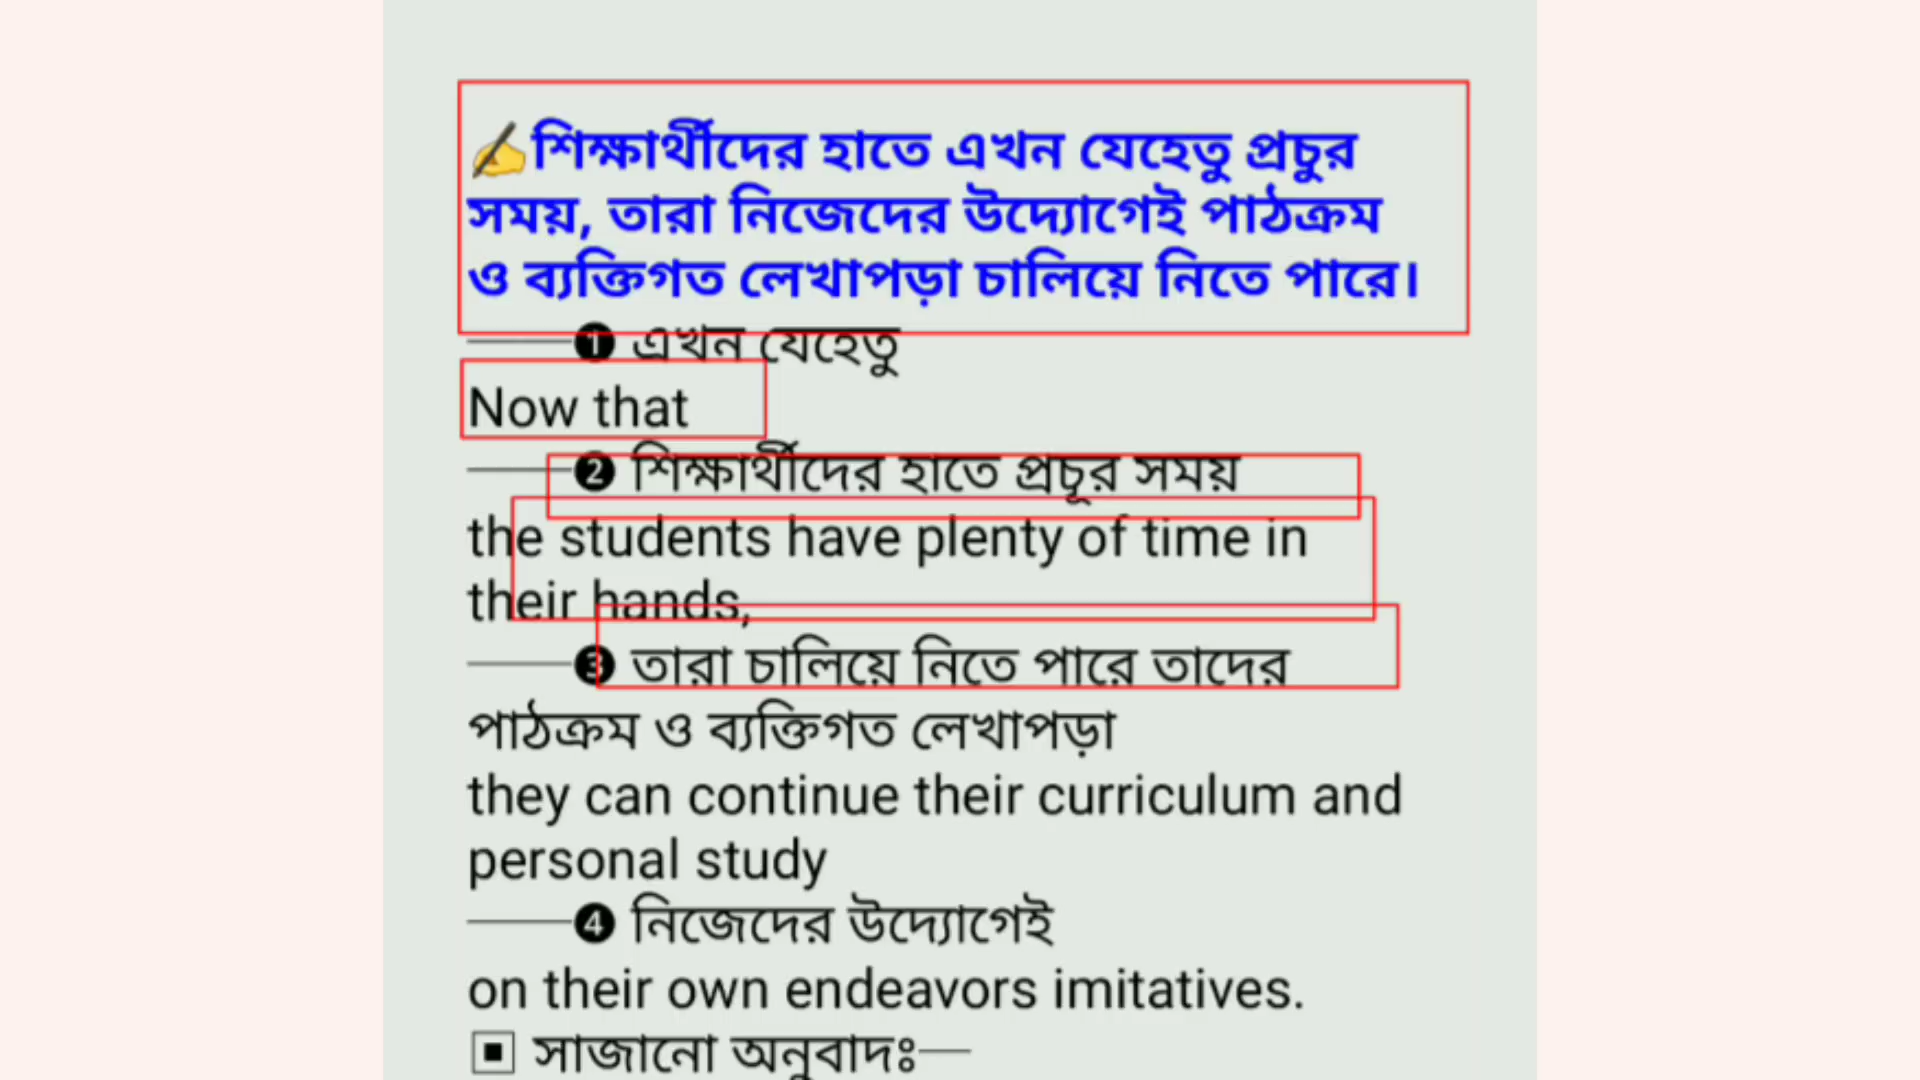 ✍শিক্ষার্থীদের হাতে এখন যেহেতু প্রচুর
সময়, তারা নিজেদের উদ্যোগেই পাঠক্রম
ও ব্যক্তিগত লেখাপড়া চালিয়ে নিতে পারে।
———❶ এখন যেহেতু
Now that
———❷ শিক্ষার্থীদের হাতে প্রচূর সময়
the students have plenty of time in
their hands,
———❸ তারা চালিয়ে নিতে পারে তাদের
পাঠক্রম ও ব্যক্তিগত লেখাপড়া
they can continue their curriculum and
personal study
———❹ নিজেদের উদ্যোগেই
on their own endeavors imitatives.
▣ সাজানো অনুবাদঃ—